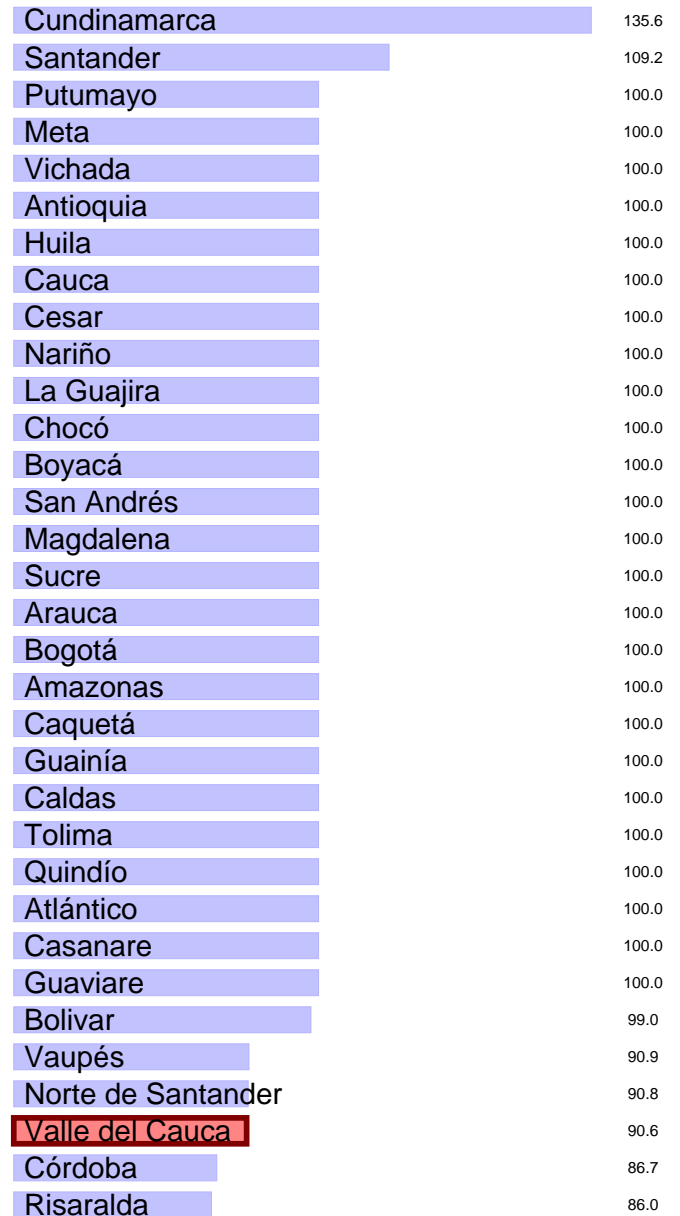 Cundinamarca 135.6
Santander 109.2
Putumayo 100.0
Meta 100.0
Vichada 100.0
Antioquia 100.0
Huila 100.0
Cauca 100.0
Cesar 100.0
Nariño 100.0
La Guajira 100.0
Chocó 100.0
Boyacá 100.0
San Andrés 100.0
Magdalena 100.0
Sucre 100.0
Arauca 100.0
Bogotá 100.0
Amazonas 100.0
Caquetá 100.0
Guainía 100.0
Caldas 100.0
Tolima 100.0
Quindío 100.0
Atlántico 100.0
Casanare 100.0
Guaviare 100.0
Bolivar 99.0
Vaupés 90.9
Norte de Santander 90.8
Valle del Cauca 90.6
Córdoba 86.7
Risaralda 86.0